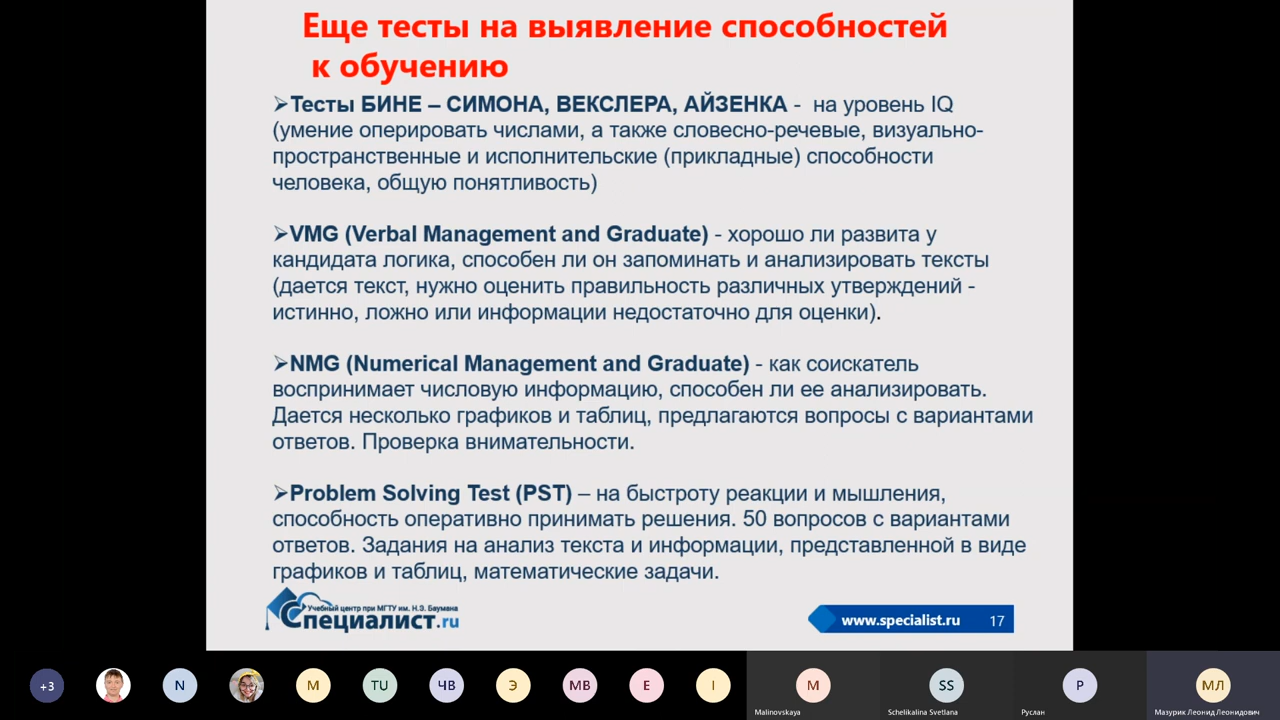 Еще тесты на выявление способностей
к обучению
➢Тесты БИНЕ – СИМОНА, ВЕКСЛЕРА, АЙЗЕНКА - на уровень IQ
(умение оперировать числами, а также словесно-речевые, визуально-
пространственные и исполнительские (прикладные) способности
человека, общую понятливость)
➢VMG (Verbal Management and Graduate) - хорошо ли развита у
кандидата логика, способен ли он запоминать и анализировать тексты
(дается текст, нужно оценить правильность различных утверждений -
истинно, ложно или информации недостаточно для оценки).
➢NMG (Numerical Management and Graduate) - как соискатель
воспринимает числовую информацию, способен ли ее анализировать.
Дается несколько графиков и таблиц, предлагаются вопросы с вариантами
ответов. Проверка внимательности.
➢Problem Solving Test (PST) – на быстроту реакции и мышления,
способность оперативно принимать решения. 50 вопросов с вариантами
ответов. Задания на анализ текста и информации, представленной в виде
графиков и таблиц, математические задачи.
Учебный центр при МГТУ им. Н.Э. Баумана
Специалист.ru
www.specialist.ru 17
+3 N M TU ЧВ Э MB E I M SS Р МЛ
Malinovskaya Schelikalina Svetlana Руслан Мазурик Леонид Леонидович